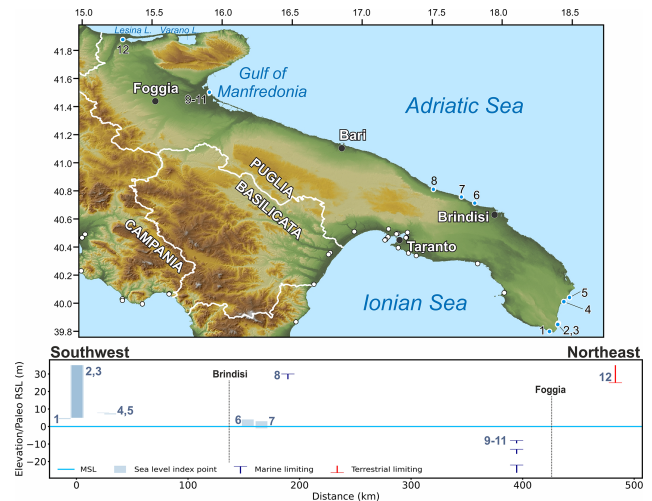 15.0 15.5 16.0 16.5 17.0 17.5 18.0 18.5
Lesina L. Varano L.
12
41.8
41.6
41.4
41.2
41.0
40.8
40.6
40.4
40.2
40.0
39.8
Foggia
9-11
Gulf of
Manfredonia
Adriatic Sea
Bari
PUGLIA
BASILICATA
CAMPANIA
8
7
6
Brindisi
Taranto
Ionian Sea
5
4
1
2,3
Southwest Northeast
Elevation/Paleo RSL (m)
30
20
10
0
−10
−20
2,3
1
4,5
Brindisi
8
6
7
9-11
Foggia
12
MSL Sea level index point Marine limiting Terrestrial limiting
0 100 200 300 400 500
Distance (km)